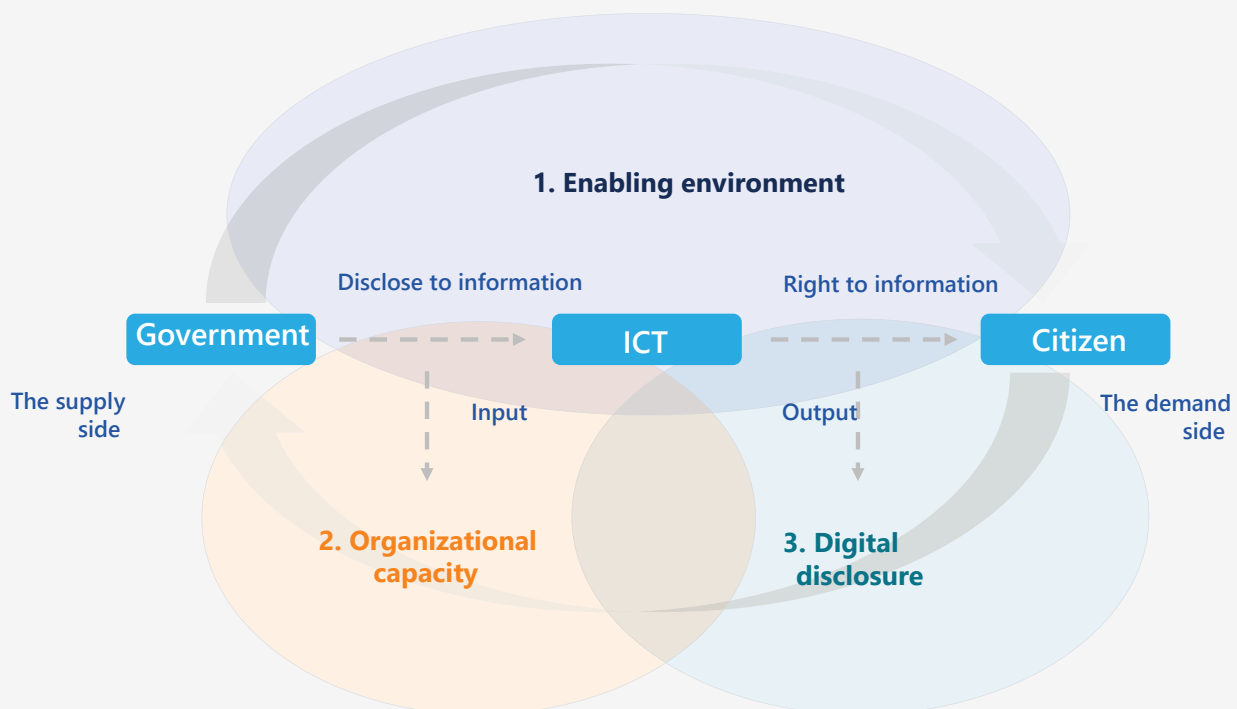 1. Enabling environment
Disclose to information
Right to information
Government
ICT
Citizen
The supply
side
Input
Output
The demand
side
2. Organizational
capacity
3. Digital
disclosure